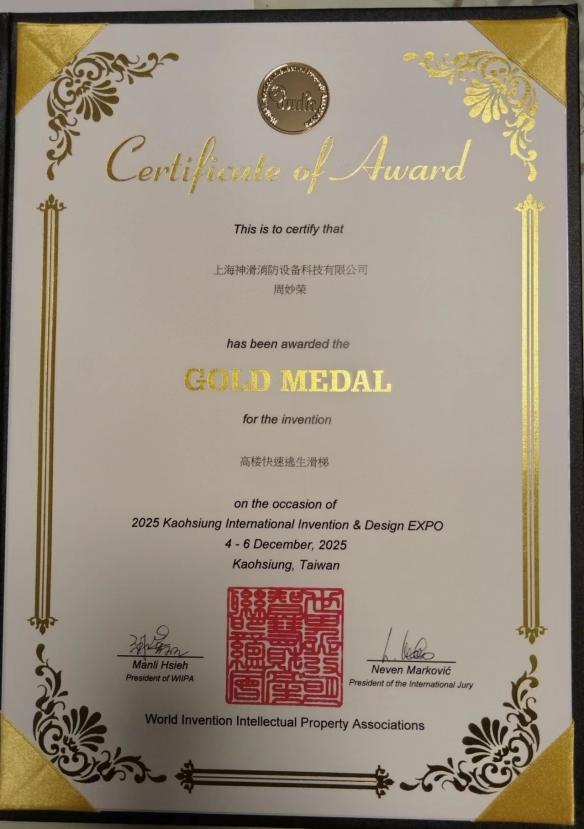 Certificate of Award
This is to certify that
上海神滑消防设备科技有限公司
周妙荣
has been awarded the
GOLD MEDAL
for the invention
高楼快速逃生滑梯
on the occasion of
2025 Kaohsiung International Invention & Design EXPO
4 - 6 December, 2025
Kaohsiung, Taiwan
Manli Hsieh
President of WIIPA
Neven Marković
President of the International Jury
World Invention Intellectual Property Associations